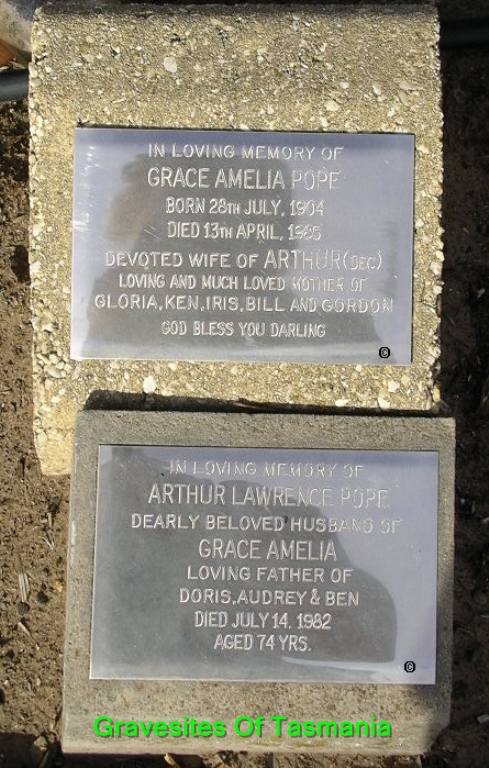 IN LOVING MEMORY OF
GRACE AMELIA POPE
BORN 28TH JULY, 1904
DIED 13TH APRIL, 1985
DEVOTED WIFE OF ARTHUR (DEC)
LOVING AND MUCH LOVED MOTHER OF
GLORIA, KEN, IRIS, BILL AND GORDON
GOD BLESS YOU DARLING
©
IN LOVING MEMORY OF
ARTHUR LAWRENCE POPE
DEARLY BELOVED HUSBAND OF
GRACE AMELIA
LOVING FATHER OF
DORIS, AUDREY & BEN
DIED JULY 14, 1982
AGED 74 YRS.
©
Gravesites Of Tasmania